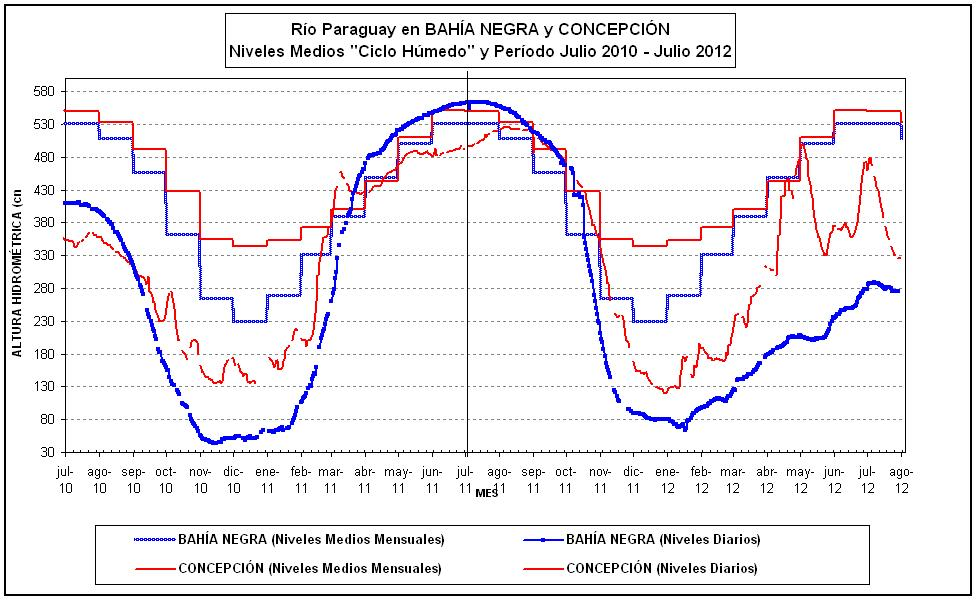 Río Paraguay en BAHÍA NEGRA y CONCEPCIÓN
Niveles Medios "Ciclo Húmedo" y Período Julio 2010 - Julio 2012
ALTURA HIDROMÉTRICA (cn
580
530
480
430
380
330
280
230
180
130
80
30
jul- ago- sep- oct- nov- dic- ene- feb- mar- abr- may- jun- jul- ago- sep- oct- nov- dic- ene- feb- mar- abr- may- jun- jul- ago-
10 10 10 10 10 10 11 11 11 11 11 11 11 11 11 11 11 11 12 12 12 12 12 12 12 12
MES
BAHÍA NEGRA (Niveles Medios Mensuales) BAHÍA NEGRA (Niveles Diarios)
CONCEPCIÓN (Niveles Medios Mensuales) CONCEPCIÓN (Niveles Diarios)